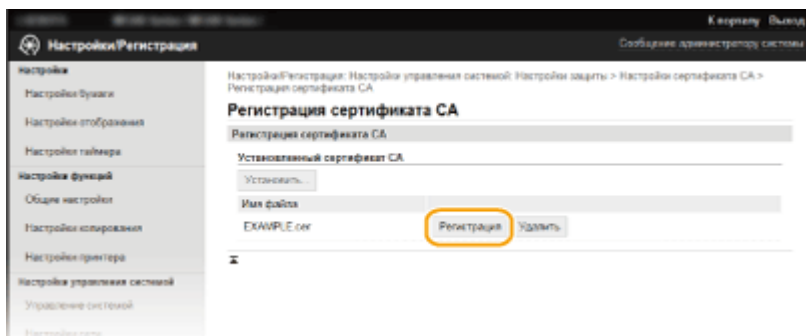 К порталу Выход
Настройки/Регистрация
Сообщение администратору системы
Настройки
Настройки бумаги
Настройки отображения
Настройки таймера
Настройки функций
Общие настройки
Настройки копирования
Настройки принтера
Настройки управления системой
Управление системой
Настройки сети
Настройка/Регистрация: Настройки управления системой: Настройки защиты > Настройки сертификата CA >
Регистрация сертификата CA
Регистрация сертификата CA
Регистрация сертификата CA
Установленный сертификат CA
Установить...
Имя файла
EXAMPLE.cer
Регистрация
Удалить